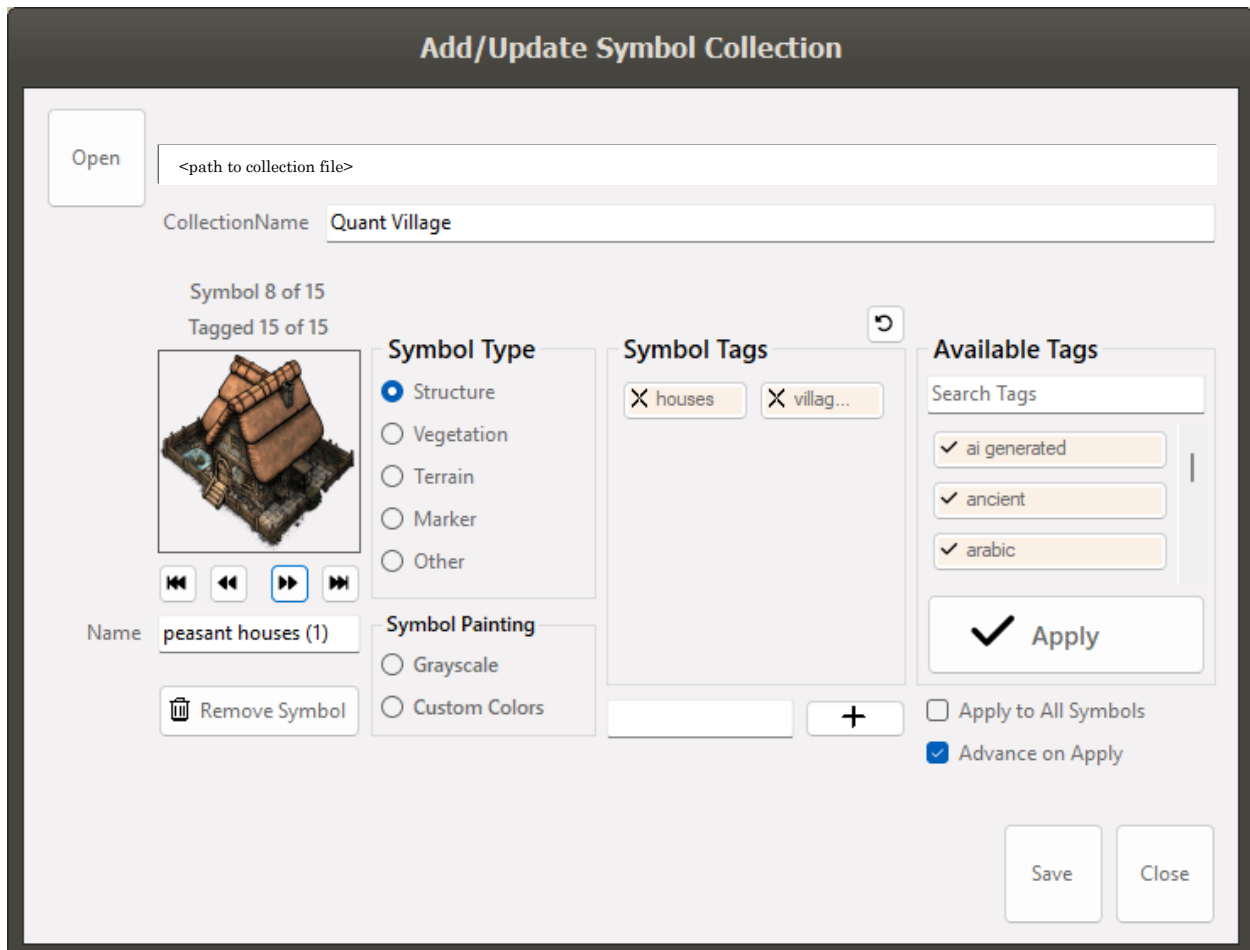 Add/Update Symbol Collection
Open
<path to collection file>
CollectionName
Quant Village
Symbol 8 of 15
Tagged 15 of 15
Symbol Type
Structure
Vegetation
Terrain
Marker
Other
Symbol Tags
houses
villag...
Available Tags
Search Tags
ai generated
ancient
arabic
Apply
Name
peasant houses (1)
Symbol Painting
Grayscale
Custom Colors
Remove Symbol
Apply to All Symbols
Advance on Apply
Save
Close